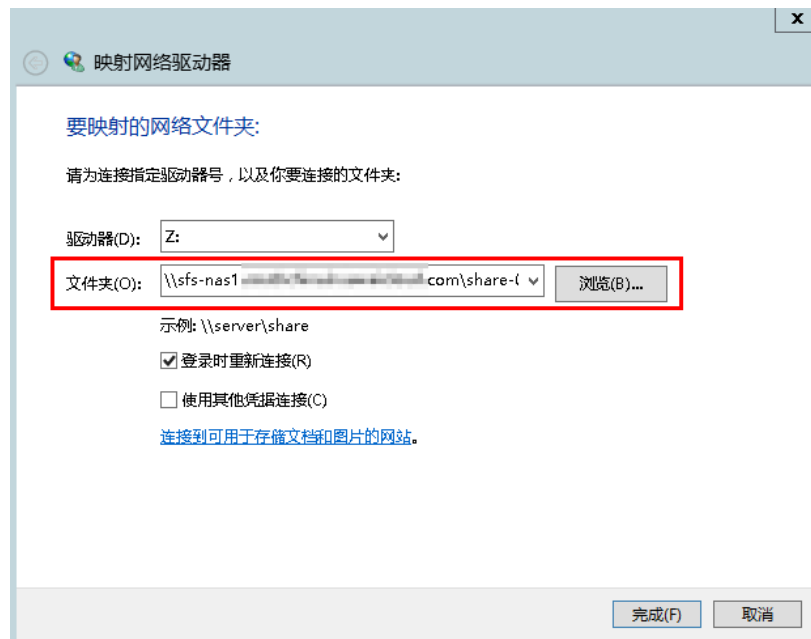 x
映射网络驱动器
要映射的网络文件夹:
请为连接指定驱动器号，以及你要连接的文件夹:
驱动器(D): Z:
文件夹(O): \\sfs-nas1 com\share-( 浏览(B)...
示例: \\server\share
登录时重新连接(R)
使用其他凭据连接(C)
连接到可用于存储文档和图片的网站。
完成(F) 取消